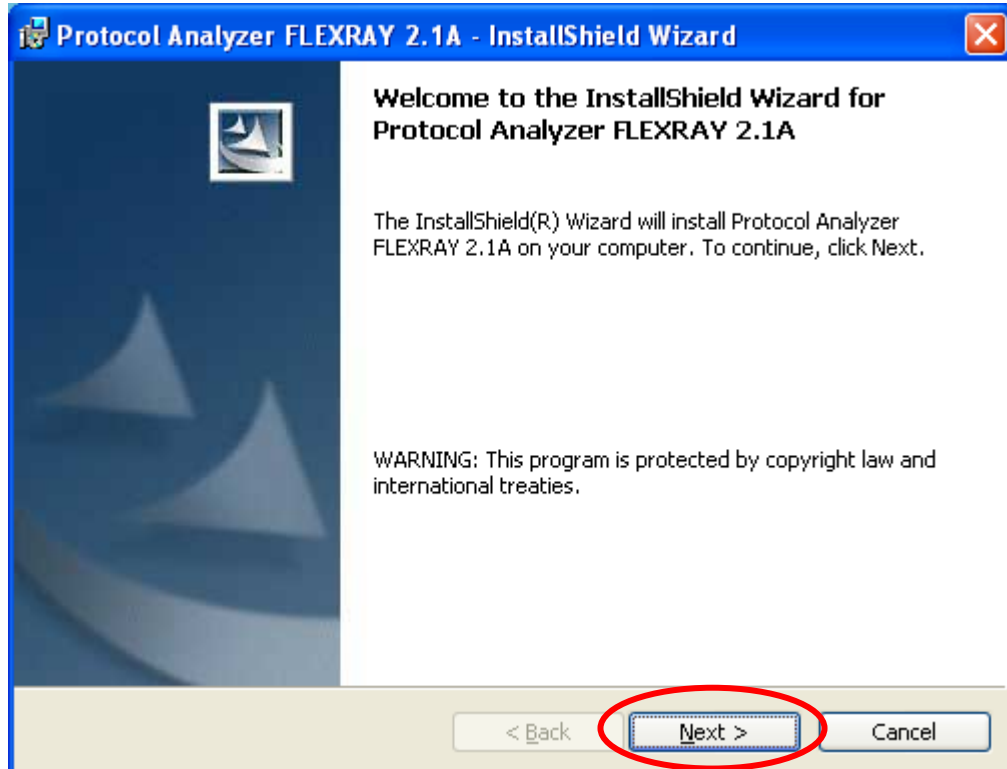 Protocol Analyzer FLEXRAY 2.1A - InstallShield Wizard
Welcome to the InstallShield Wizard for
Protocol Analyzer FLEXRAY 2.1A
The InstallShield(R) Wizard will install Protocol Analyzer
FLEXRAY 2.1A on your computer. To continue, click Next.
WARNING: This program is protected by copyright law and
international treaties.
< Back Next > Cancel